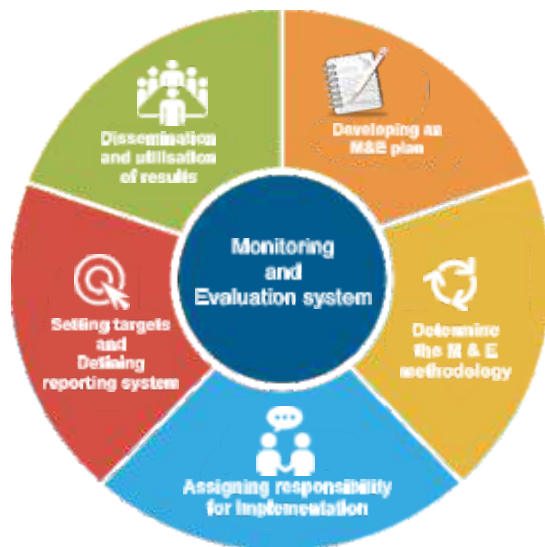 Monitoring
and
Evaluation system
Developing an
M&E plan
Determine
the M & E
methodology
Assigning responsibility
for implementation
Setting targets
and
Defining
reporting system
Dissemination
and utilisation
of results